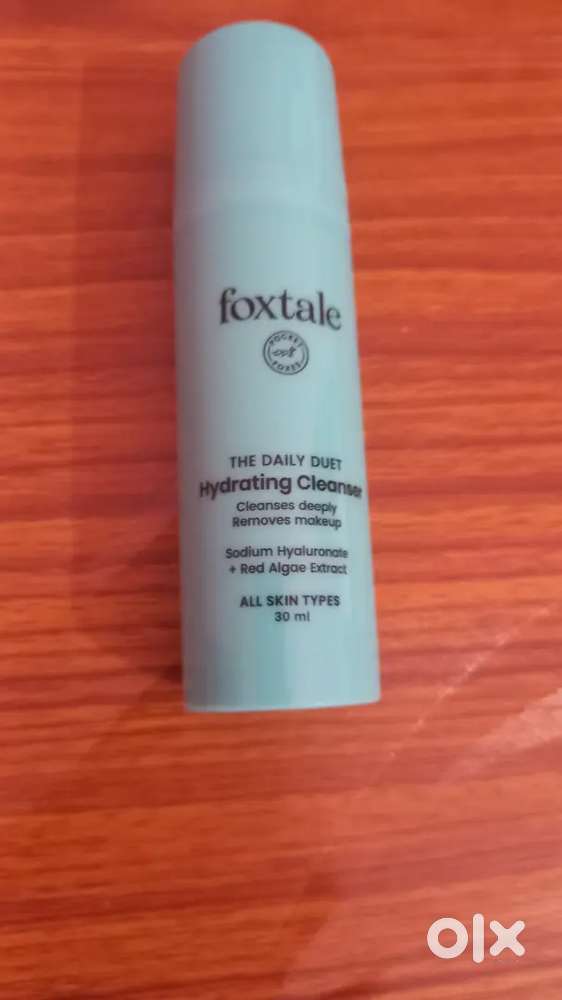 foxtale
POCKET
FOXES
THE DAILY DUET
Hydrating Cleanser
Cleanses deeply
Removes makeup
Sodium Hyaluronate
+ Red Algae Extract
ALL SKIN TYPES
30 ml
olx